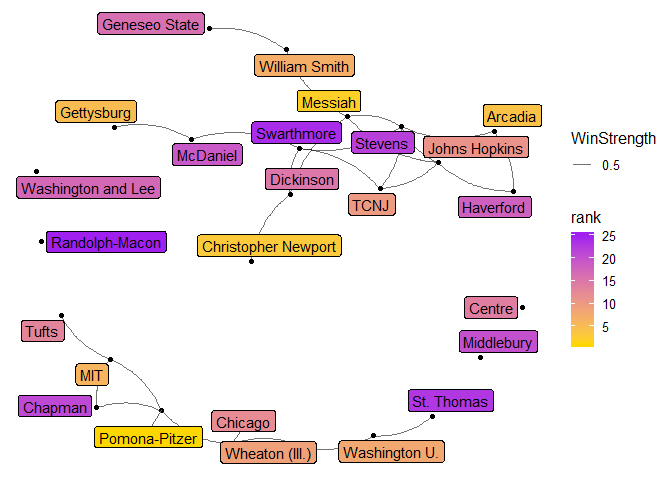 Geneseo State
William Smith
Messiah
Gettysburg
Arcadia
Swarthmore
Stevens
Johns Hopkins
McDaniel
Washington and Lee
Dickinson
TCNJ
Haverford
Randolph-Macon
Christopher Newport
Centre
Tufts
Middlebury
MIT
Chapman
St. Thomas
Chicago
Pomona-Pitzer
Wheaton (Ill.)
Washington U.
WinStrength
0.5
rank
25
20
15
10
5